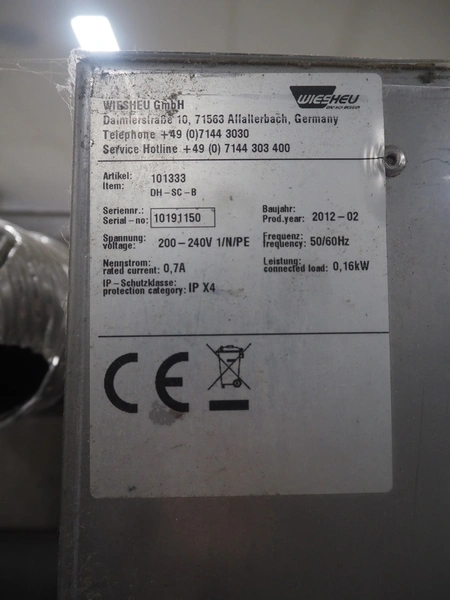 WIESHEU GmbH
WIESHEU
Daimlerstraße 10, 71563 Affalterbach, Germany
Telephone +49 (0)7144 3030
Service Hotline +49 (0) 7144 303 400
Artikel: 101333
Item: DH-SC-B
Seriennr.: Baujahr:
Serial-no: 10191150 Prod.year: 2012-02
Spannung: Frequenz:
voltage: 200-240V 1/N/PE frequency: 50/60Hz
Nennstrom: Leistung:
rated current: 0,7A connected load: 0,16kW
IP-Schutzklasse:
protection category: IP X4
CE